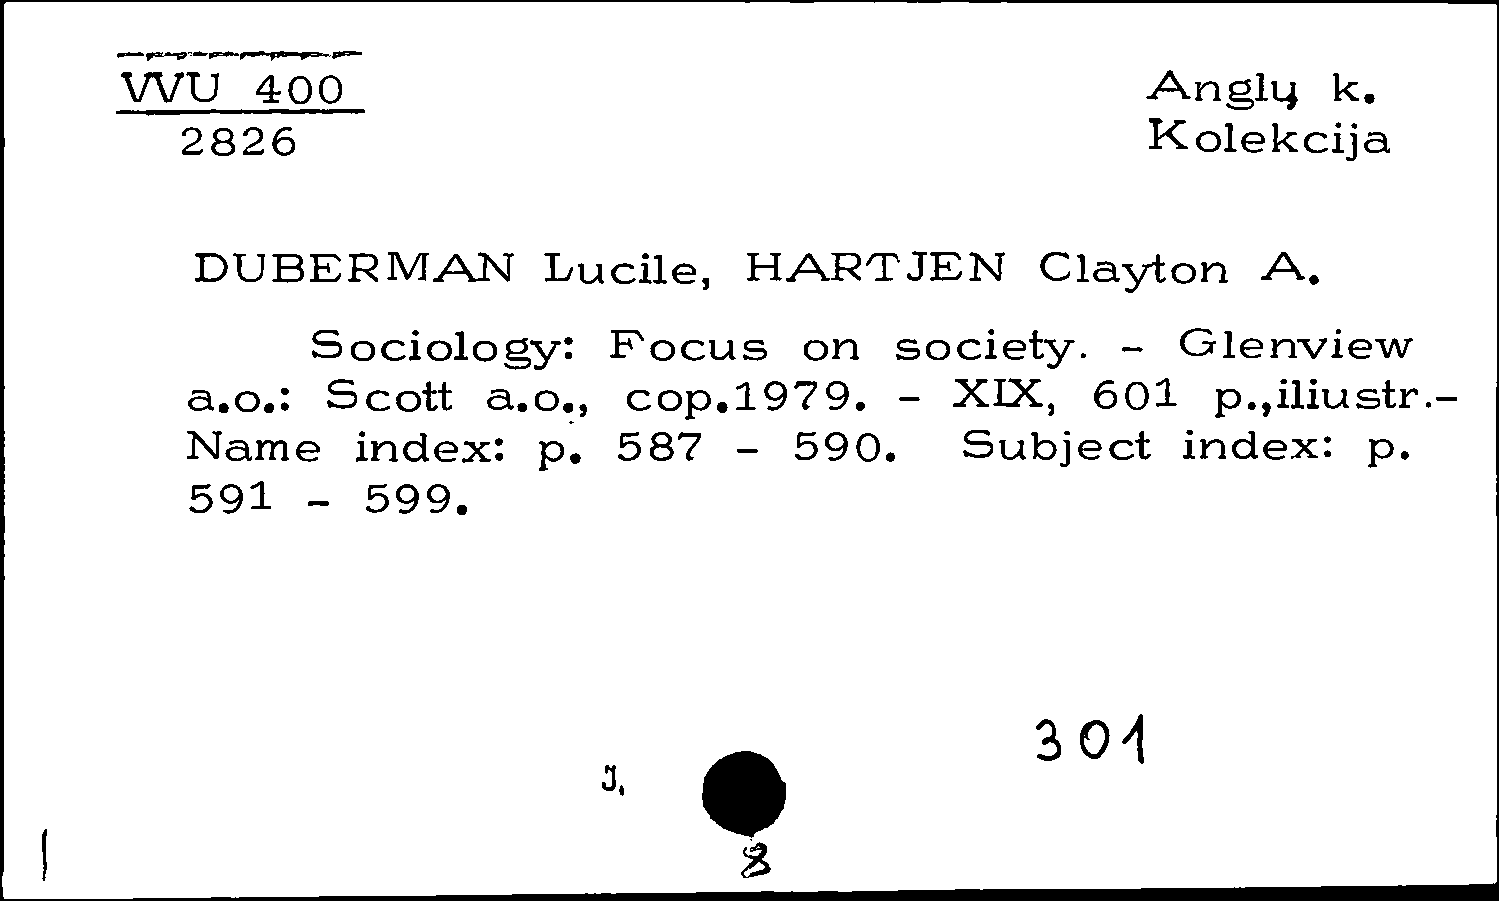 VVU 400
2826
Anglų k.
Kolekcija
DUBERMAN Lucile, HARTJEN Clayton A.
Sociology: Focus on society. - Glenview
a.o.: Scott a.o., cop.1979. - XIX, 601 p.,iliustr.-
Name index: p. 587 - 590. Subject index: p.
591 - 599.
301
J.
8